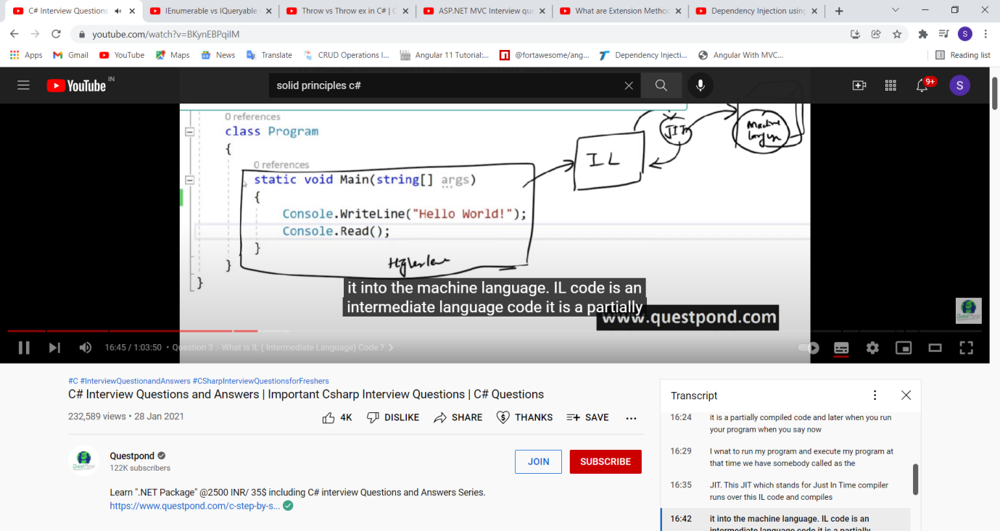 C# Interview Questions
IEnumerable vs IQueryable
Throw vs Throw ex in C# | C
ASP.NET MVC Interview que
What are Extension Method
Dependency Injection using
youtube.com/watch?v=BKynEBPqiIM
S
Apps
Gmail
YouTube
Maps
News
Translate
CRUD Operations I...
Angular 11 Tutorial:...
@fortawesome/ang...
Dependency Injecti...
Angular With MVC...
Reading list
YouTube IN
solid principles c#
9+
S
0 references
class Program
{
0 references
static void Main(string[] args)
{
Console.WriteLine("Hello World!");
Console.Read();
}
}
}
IL
JIT
Machine
it into the machine language. IL code is an
intermediate language code it is a partially
www.questpond.com
16:45 / 1:03:50 • Question 3 :- What is IL ( Intermediate Language) Code ?
#C #InterviewQuestionandAnswers #CSharpInterviewQuestionsforFreshers
C# Interview Questions and Answers | Important Csharp Interview Questions | C# Questions
232,589 views • 28 Jan 2021
4K
DISLIKE
SHARE
THANKS
SAVE
Questpond
122K subscribers
JOIN
SUBSCRIBE
Learn ".NET Package" @2500 INR/ 35$ including C# interview Questions and Answers Series.
https://www.questpond.com/c-step-by-s...
Transcript
16:24 it is a partially compiled code and later when you run
your program when you say now
16:29 I wnat to run my program and execute my program at
that time we have somebody called as the
16:35 JIT. This JIT which stands for Just In Time compiler
runs over this IL code and compiles
16:42 it into the machine language. IL code is an
intermediate language code it is a partially